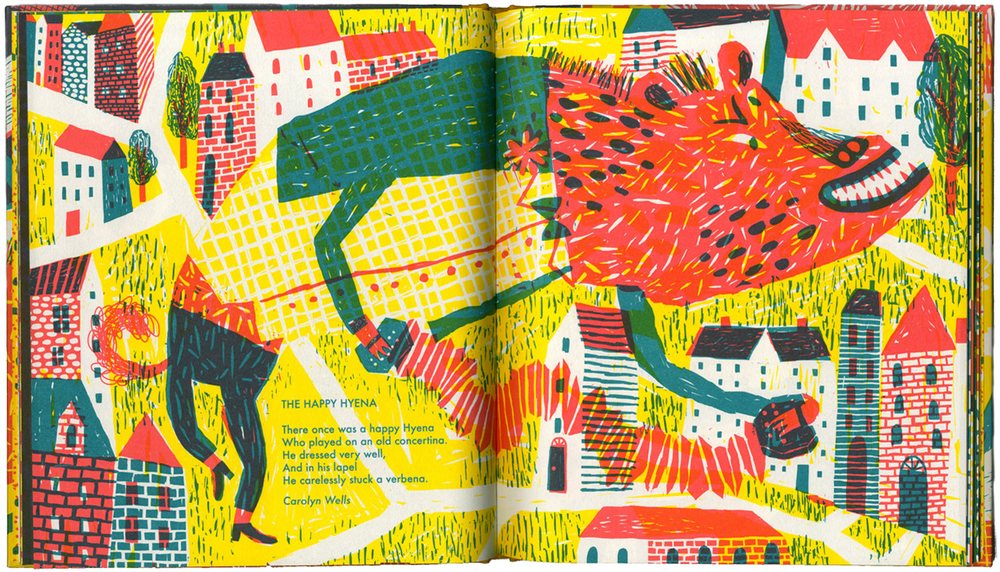 THE HAPPY HYENA
There once was a happy Hyena
Who played on an old concertina.
He dressed very well,
And in his lapel
He carelessly stuck a verbena.
Carolyn Wells